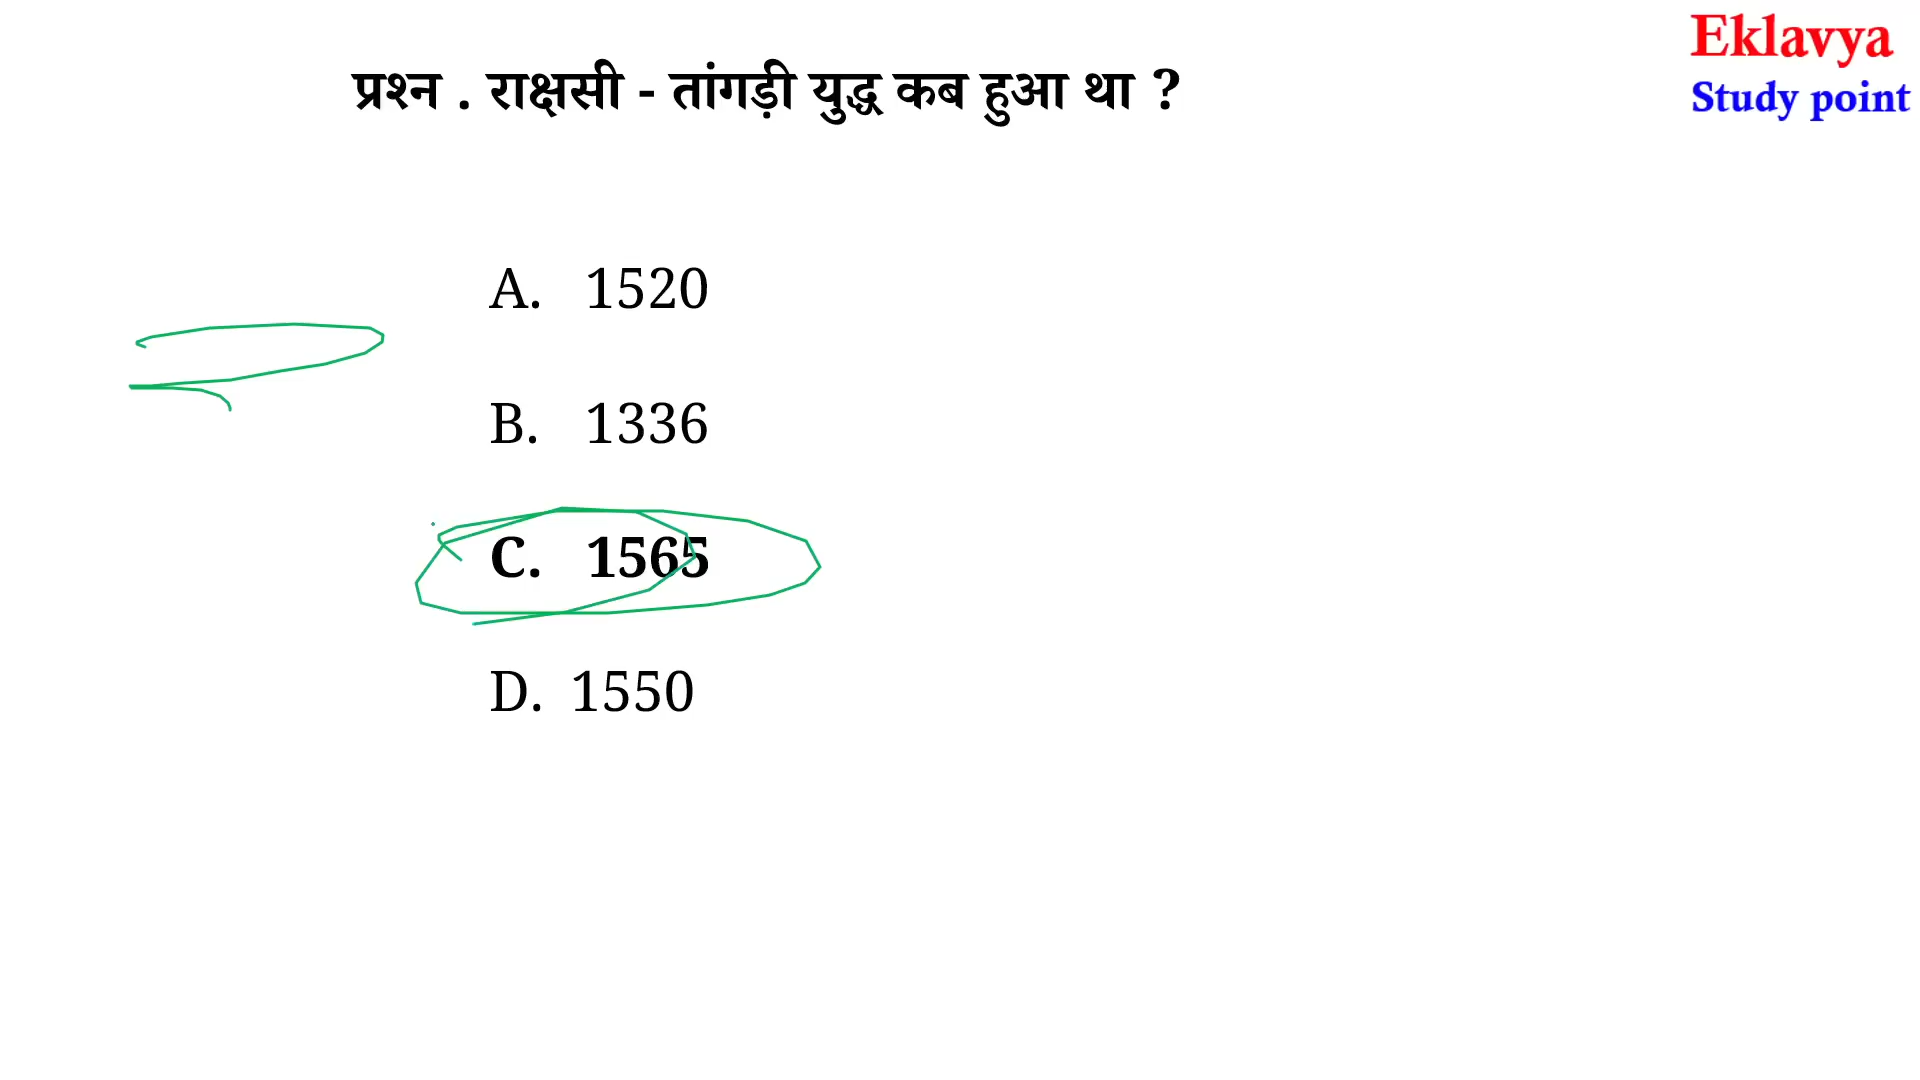 Eklavya
Study point
प्रश्न . राक्षसी - तांगड़ी युद्ध कब हुआ था ?
A. 1520
B. 1336
C. 1565
D. 1550